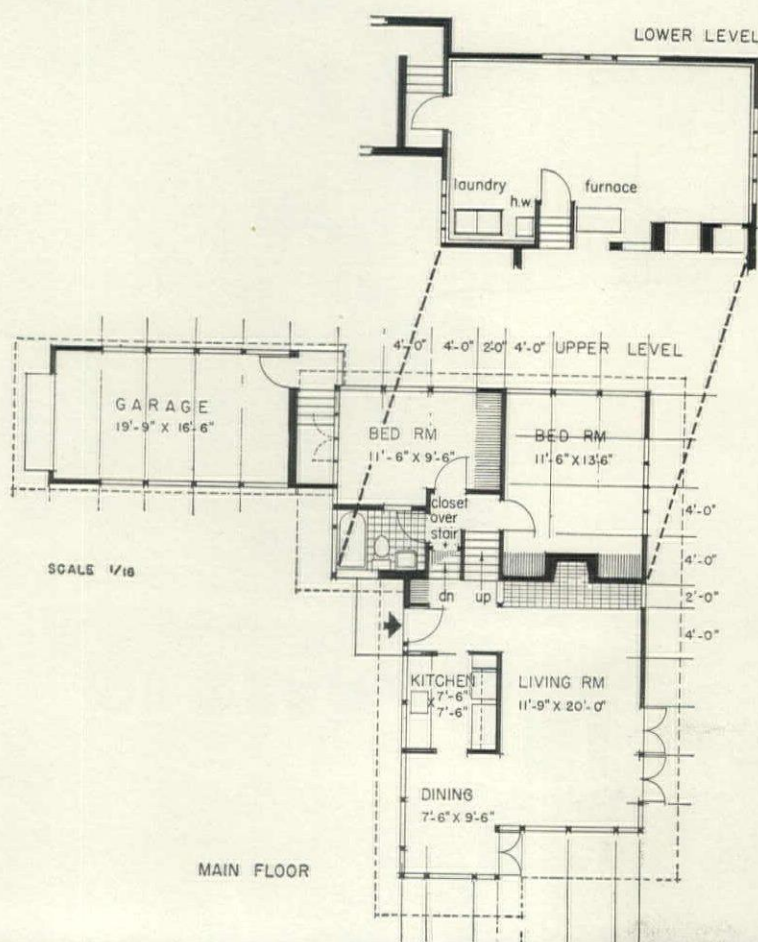 LOWER LEVEL
laundry
h.w.
furnace
4'-0" 4'-0" 2'-0" 4'-0" UPPER LEVEL
GARAGE
19'-9" X 16'-6"
BED RM
11'-6" X 9'-6"
BED RM
11'-6" X 13'6"
closet
over
stair
4'-0"
4'-0"
2'-0"
4'-0"
SCALE 1/16
dn up
KITCHEN
X 7'-6"
7'-6"
LIVING RM
11'-9" X 20'-0"
DINING
7'-6" X 9'-6"
MAIN FLOOR